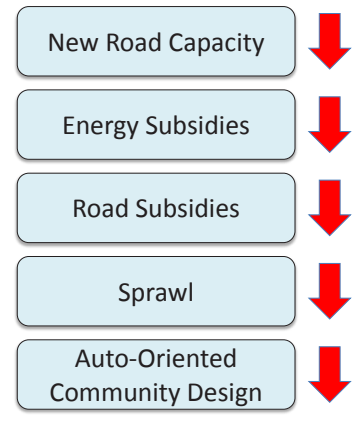 New Road Capacity
Energy Subsidies
Road Subsidies
Sprawl
Auto-Oriented
Community Design